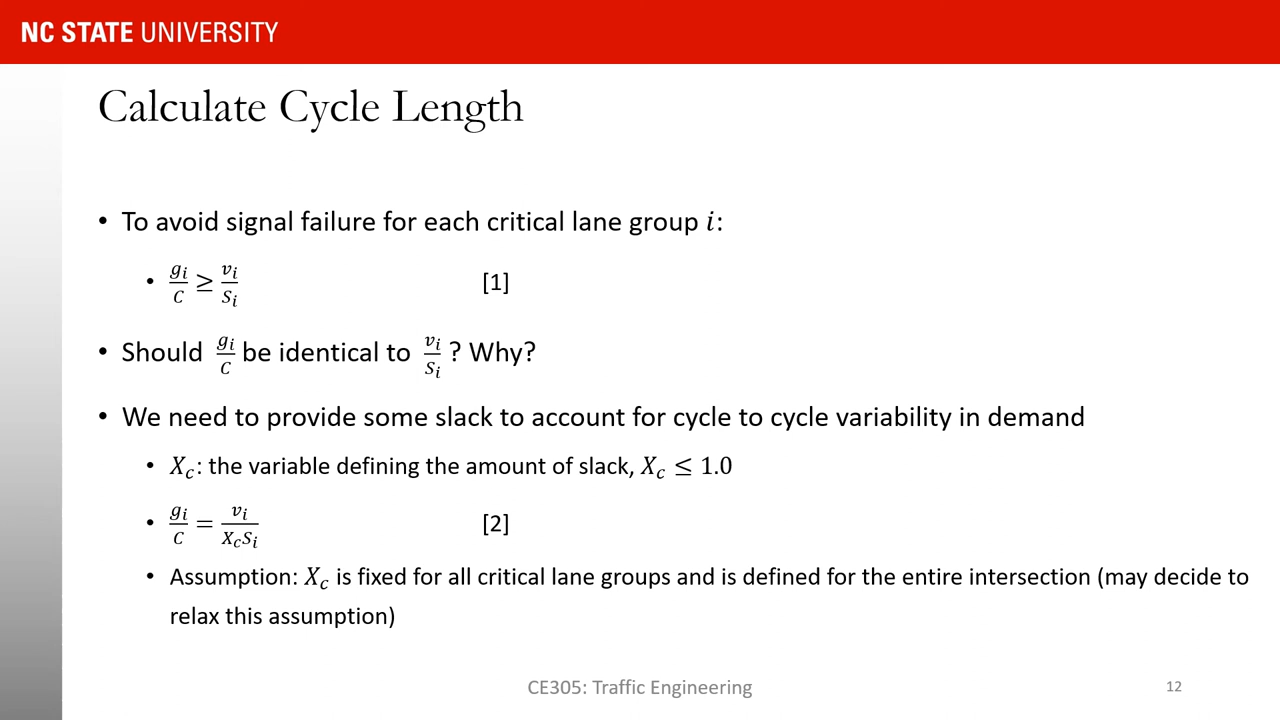 NC STATE UNIVERSITY
Calculate Cycle Length
• To avoid signal failure for each critical lane group i:
• g_i/C ≥ v_i/S_i [1]
• Should g_i/C be identical to v_i/S_i ? Why?
• We need to provide some slack to account for cycle to cycle variability in demand
• X_c: the variable defining the amount of slack, X_c ≤ 1.0
• g_i/C = v_i/(X_c S_i) [2]
• Assumption: X_c is fixed for all critical lane groups and is defined for the entire intersection (may decide to
relax this assumption)
CE305: Traffic Engineering
12